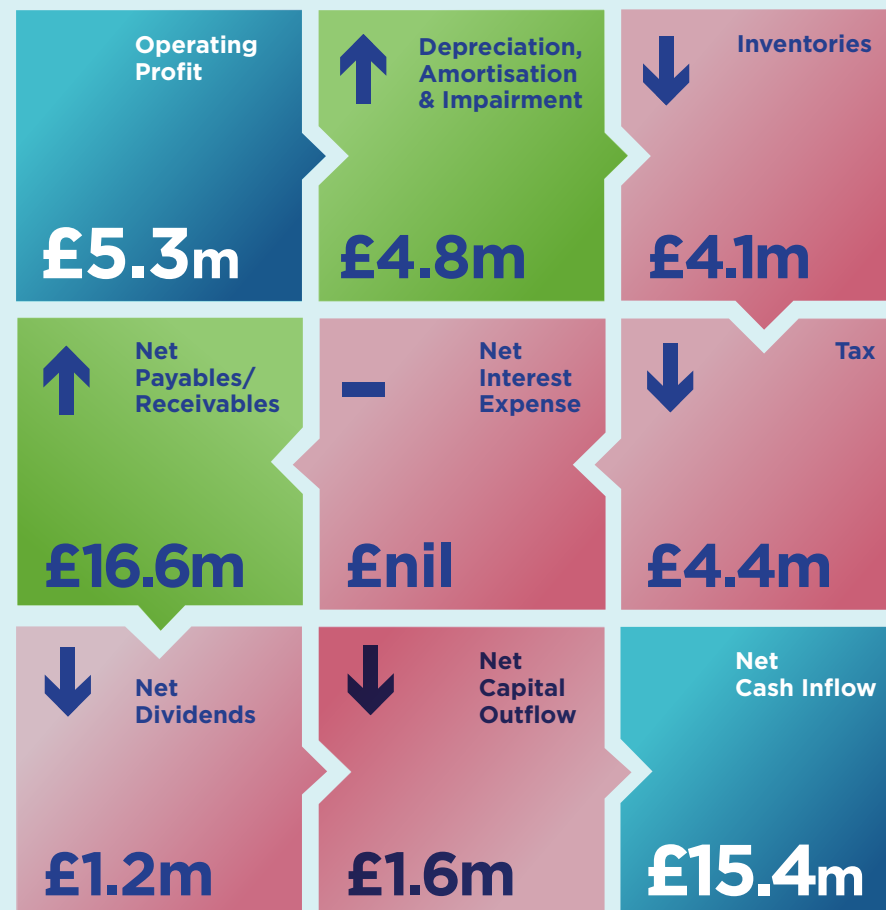 Operating
Profit
£5.3m
Depreciation,
Amortisation
& Impairment
£4.8m
Inventories
£4.1m
Tax
£4.4m
Net
Interest
Expense
£nil
Net
Payables/
Receivables
£16.6m
Net
Dividends
£1.2m
Net
Capital
Outflow
£1.6m
Net
Cash Inflow
£15.4m